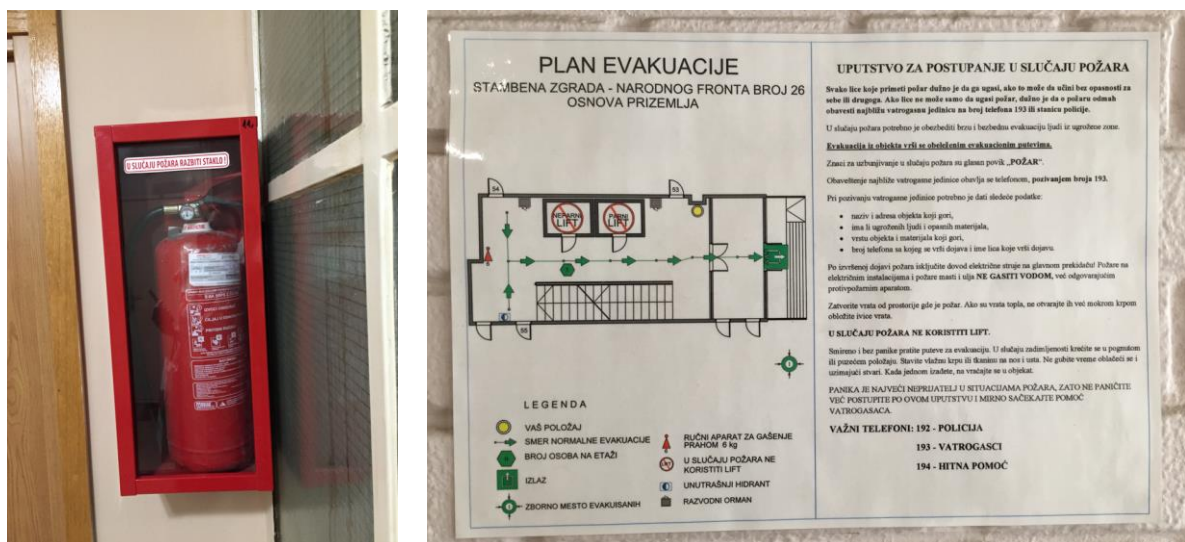 11.
U SLUČAJU POŽARA RAZBITI STAKLO!
PLAN EVAKUACIJE
STAMBENA ZGRADA - NARODNOG FRONTA BROJ 26
OSNOVA PRIZEMLJA
54
53
NEPARNI
LIFT
PARNI
LIFT
55
LEGENDA
VAŠ POLOŽAJ
SMER NORMALNE EVAKUACIJE
BROJ OSOBA NA ETAŽI
IZLAZ
ZBORNO MESTO EVAKUISANIH
RUČNI APARAT ZA GAŠENJE
PRAHOM 6 kg
U SLUČAJU POŽARA NE
KORISTITI LIFT
UNUTRAŠNJI HIDRANT
RAZVODNI ORMAN
UPUTSTVO ZA POSTUPANJE U SLUČAJU POŽARA
Svako lice koje primeti požar dužno je da ga ugasi, ako to može da učini bez opasnosti za
sebe ili drugoga. Ako lice ne može samo da ugasi požar, dužno je da o požaru odmah
obavesti najbližu vatrogasnu jedinicu na broj telefona 193 ili stanicu policije.
U slučaju požara potrebno je obezbediti brzu i bezbednu evakuaciju ljudi iz ugrožene zone.
Evakuacija iz objekta vrši se obeleženim evakuacionim putevima.
Znaci za uzbunjivanje u slučaju požara su glasan povik „POŽAR“.
Obaveštenje najbliže vatrogasne jedinice obavlja se telefonom, pozivanjem broja 193.
Pri pozivanju vatrogasne jedinice potrebno je dati sledeće podatke:
• naziv i adresa objekta koji gori,
• ima li ugroženih ljudi i opasnih materijala,
• vrstu objekta i materijala koji gori,
• broj telefona sa kojeg se vrši dojava i ime lica koje vrši dojavu.
Po izvršenoj dojavi požara isključite dovod električne struje na glavnom prekidaču! Požare na
električnim instalacijama i požare masti i ulja NE GASITI VODOM, već odgovarajućim
protivpožarnim aparatom.
Zatvorite vrata od prostorije gde je požar. Ako su vrata topla, ne otvarajte ih već mokrom krpom
obložite ivice vrata.
U SLUČAJU POŽARA NE KORISTITI LIFT.
Smireno i bez panike pratite puteve za evakuaciju. U slučaju zadimljenosti krećite se u pognutom
ili puzećem položaju. Stavite vlažnu krpu ili tkaninu na nos i usta. Ne gubite vreme oblačeći se i
uzimajući stvari. Kada jednom izađete, ne vraćajte se u objekat.
PANIKA JE NAJVEĆI NEPRIJATELJ U SITUACIJAMA POŽARA, ZATO NE PANIČITE
VEĆ POSTUPITE PO OVOM UPUTSTVU I MIRNO SAČEKAJTE POMOĆ
VATROGASACA.
VAŽNI TELEFONI: 192 - POLICIJA
193 - VATROGASCI
194 - HITNA POMOĆ